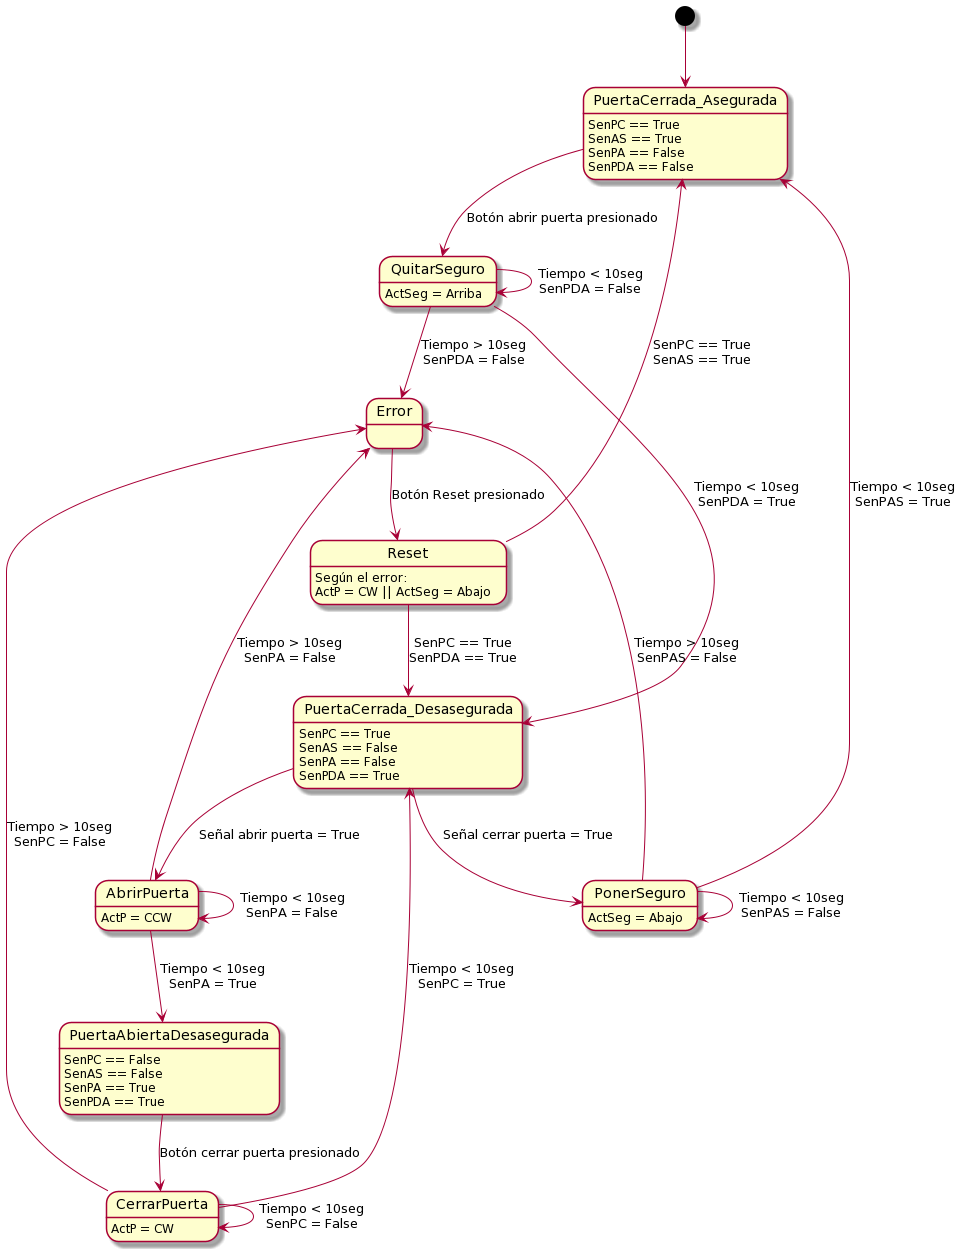 PuertaCerrada_Asegurada
SenPC == True
SenAS == True
SenPA == False
SenPDA == False
Botón abrir puerta presionado
QuitarSeguro
ActSeg = Arriba
Tiempo < 10seg
SenPDA = False
Tiempo > 10seg
SenPDA = False
SenPC == True
SenAS == True
Error
Tiempo < 10seg
SenPDA = True
Tiempo < 10seg
SenPAS = True
Botón Reset presionado
Reset
Según el error:
ActP = CW || ActSeg = Abajo
Tiempo > 10seg
SenPA = False
SenPC == True
SenPDA == True
Tiempo > 10seg
SenPAS = False
PuertaCerrada_Desasegurada
SenPC == True
SenAS == False
SenPA == False
SenPDA == True
Tiempo > 10seg
SenPC = False
Señal abrir puerta = True
Señal cerrar puerta = True
AbrirPuerta
ActP = CCW
Tiempo < 10seg
SenPA = False
PonerSeguro
ActSeg = Abajo
Tiempo < 10seg
SenPAS = False
Tiempo < 10seg
SenPA = True
Tiempo < 10seg
SenPC = True
PuertaAbiertaDesasegurada
SenPC == False
SenAS == False
SenPA == True
SenPDA == True
Botón cerrar puerta presionado
CerrarPuerta
ActP = CW
Tiempo < 10seg
SenPC = False